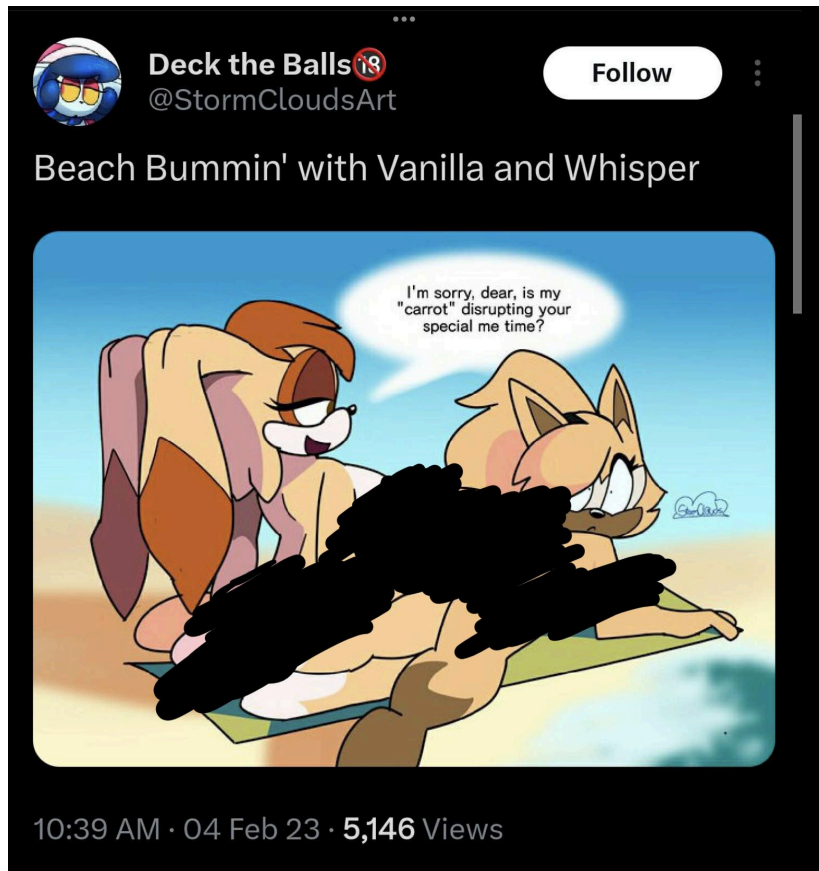 Deck the Balls🔞
@StormCloudsArt
Follow
Beach Bummin' with Vanilla and Whisper
I'm sorry, dear, is my
"carrot" disrupting your
special me time?
StormClouds
10:39 AM · 04 Feb 23 · 5,146 Views